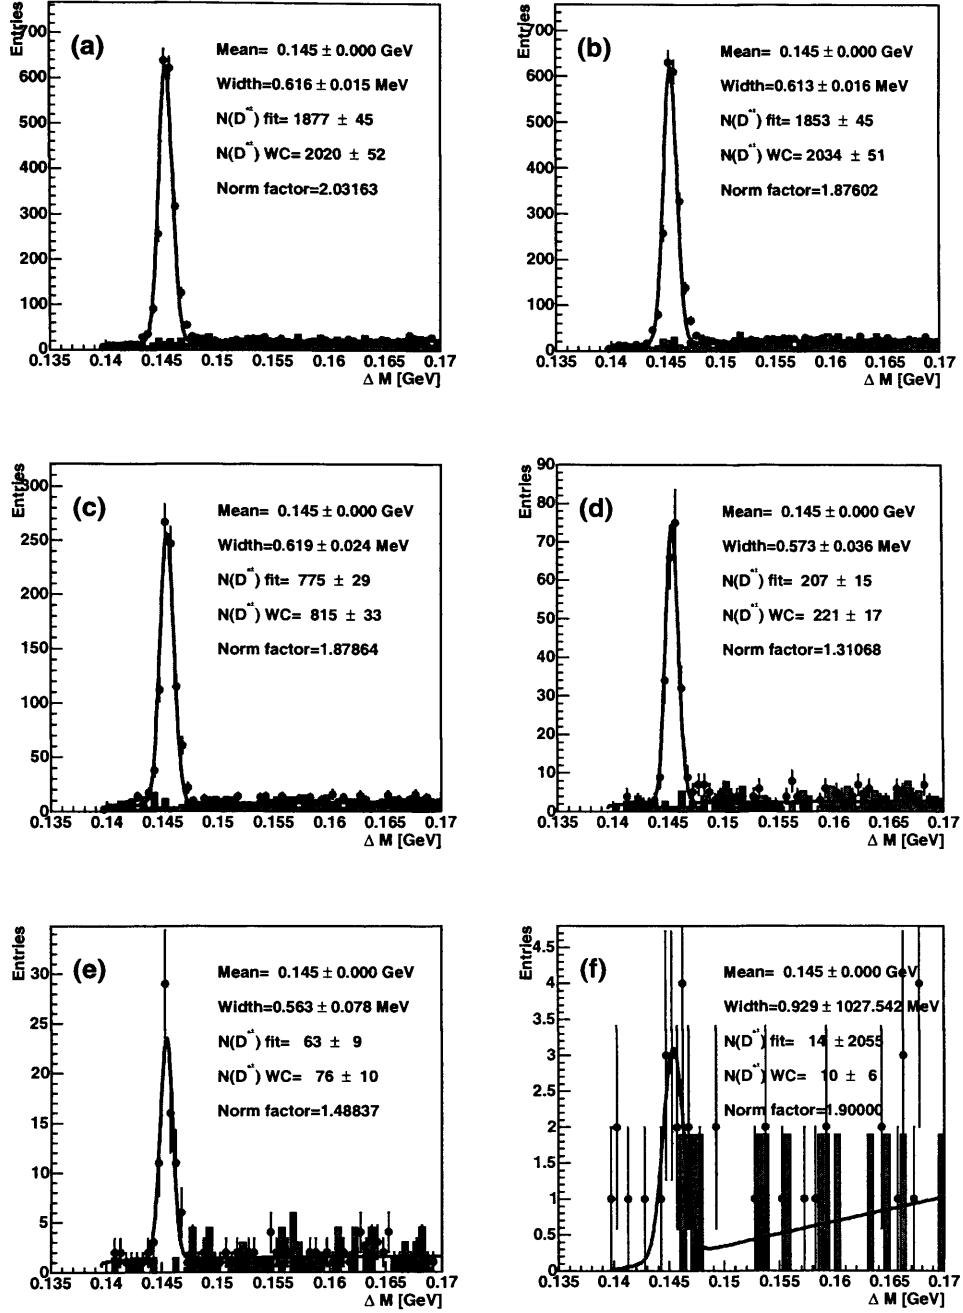 Entries
700
600
500
400
300
200
100
0
(a)
Mean= 0.145 ± 0.000 GeV
Width=0.616 ± 0.015 MeV
N(D*±) fit= 1877 ± 45
N(D*±) WC= 2020 ± 52
Norm factor=2.03163
0.135 0.14 0.145 0.15 0.155 0.16 0.165 0.17
Δ M [GeV]
Entries
700
600
500
400
300
200
100
0
(b)
Mean= 0.145 ± 0.000 GeV
Width=0.613 ± 0.016 MeV
N(D*±) fit= 1853 ± 45
N(D*±) WC= 2034 ± 51
Norm factor=1.87602
0.135 0.14 0.145 0.15 0.155 0.16 0.165 0.17
Δ M [GeV]
Entries
300
250
200
150
100
50
0
(c)
Mean= 0.145 ± 0.000 GeV
Width=0.619 ± 0.024 MeV
N(D*±) fit= 775 ± 29
N(D*±) WC= 815 ± 33
Norm factor=1.87864
0.135 0.14 0.145 0.15 0.155 0.16 0.165 0.17
Δ M [GeV]
Entries
90
80
70
60
50
40
30
20
10
0
(d)
Mean= 0.145 ± 0.000 GeV
Width=0.573 ± 0.036 MeV
N(D*±) fit= 207 ± 15
N(D*±) WC= 221 ± 17
Norm factor=1.31068
0.135 0.14 0.145 0.15 0.155 0.16 0.165 0.17
Δ M [GeV]
Entries
30
25
20
15
10
5
0
(e)
Mean= 0.145 ± 0.000 GeV
Width=0.563 ± 0.078 MeV
N(D*±) fit= 63 ± 9
N(D*±) WC= 76 ± 10
Norm factor=1.48837
0.135 0.14 0.145 0.15 0.155 0.16 0.165 0.17
Δ M [GeV]
Entries
4.5
4
3.5
3
2.5
2
1.5
1
0.5
0
(f)
Mean= 0.145 ± 0.000 GeV
Width=0.929 ± 1027.542 MeV
N(D*±) fit= 14 ± 2055
N(D*±) WC= 10 ± 6
Norm factor=1.90000
0.135 0.14 0.145 0.15 0.155 0.16 0.165 0.17
Δ M [GeV]